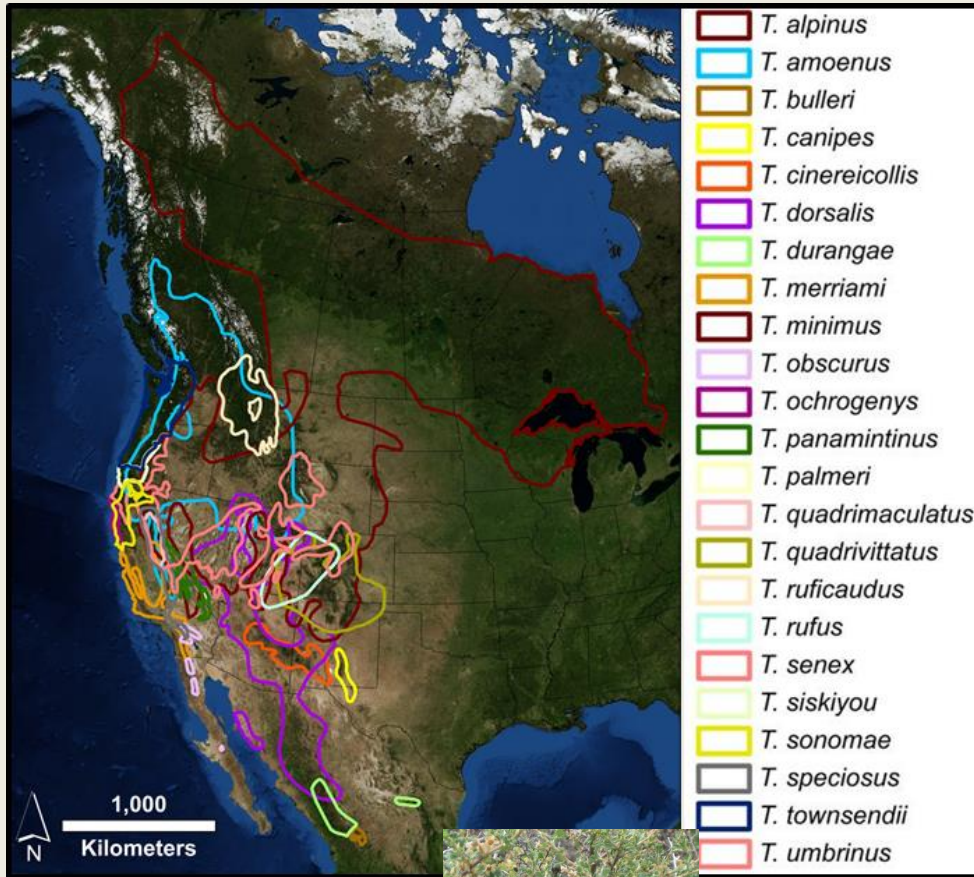 T. alpinus
T. amoenus
T. bulleri
T. canipes
T. cinereicollis
T. dorsalis
T. durangae
T. merriami
T. minimus
T. obscurus
T. ochrogenys
T. panamintinus
T. palmeri
T. quadrimaculatus
T. quadrivittatus
T. ruficaudus
T. rufus
T. senex
T. siskiyou
T. sonomae
T. speciosus
T. townsendii
T. umbrinus
1,000
Kilometers
N